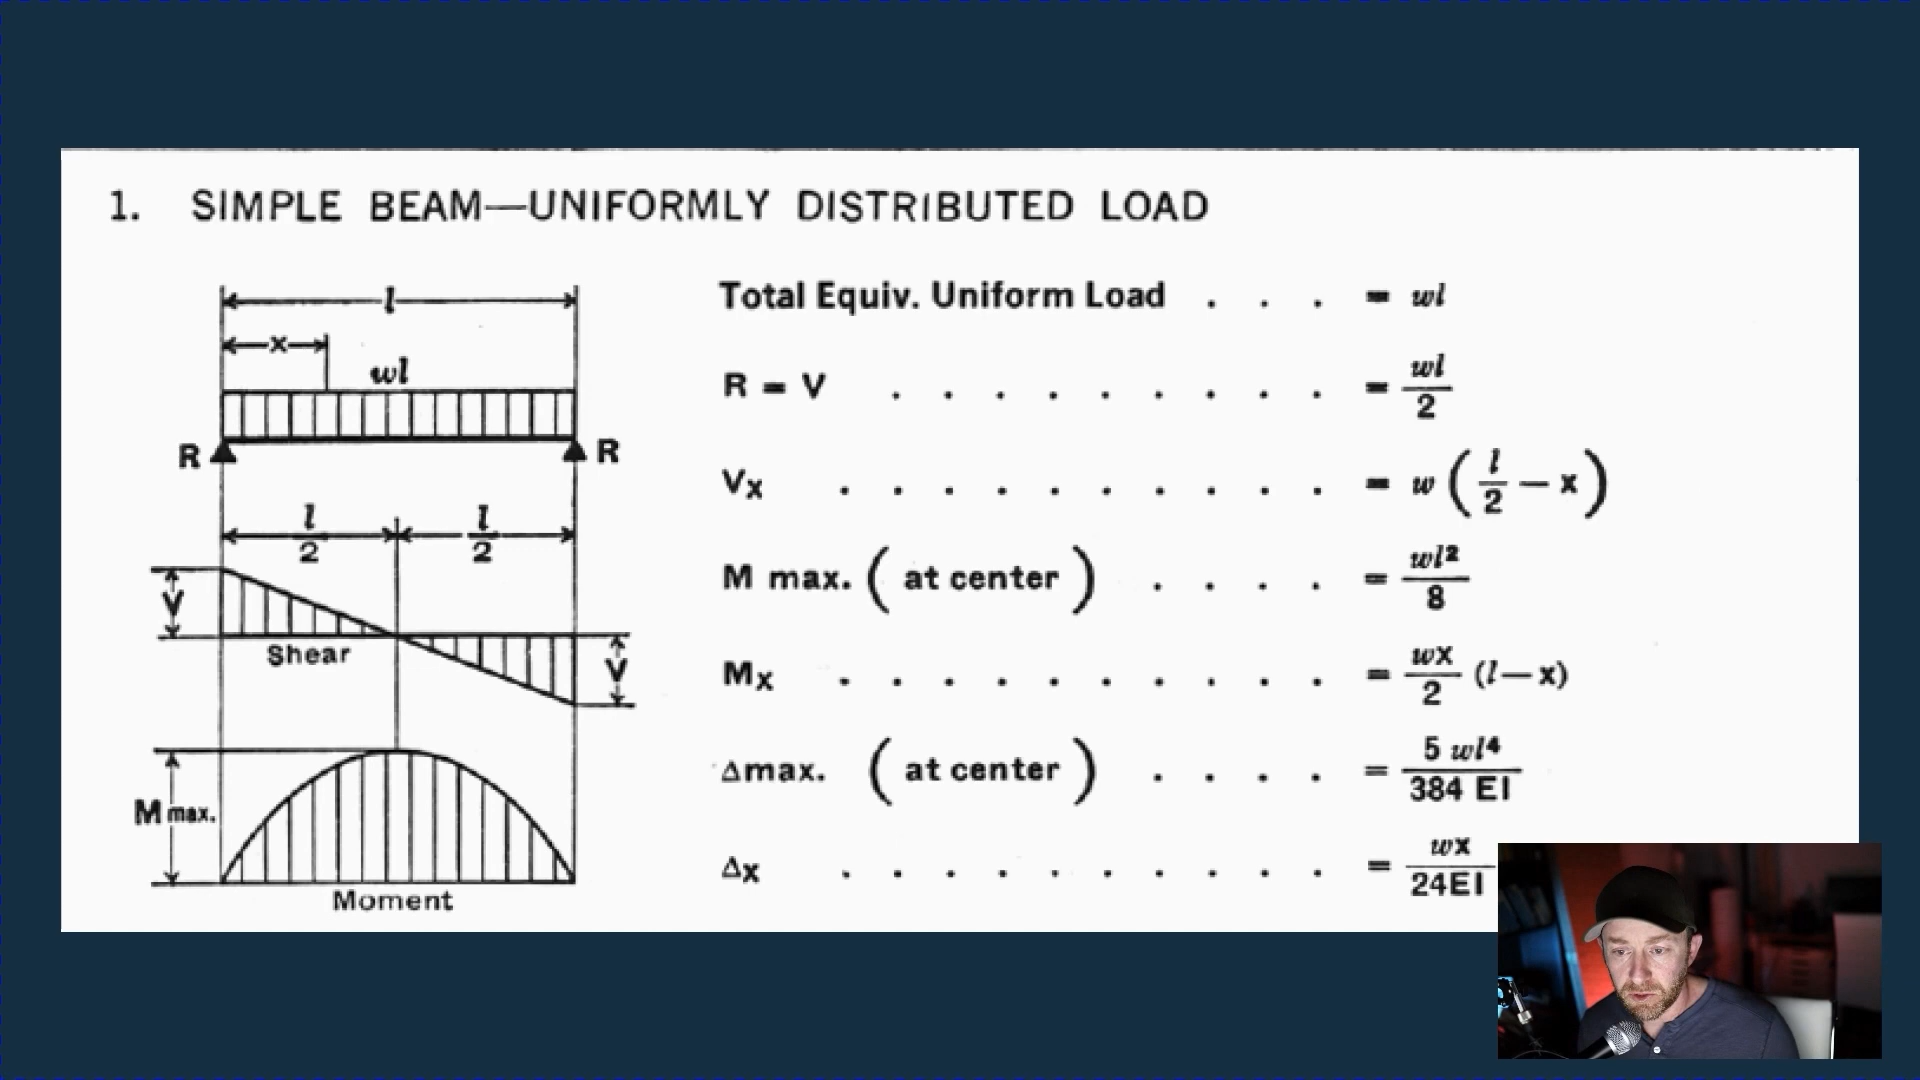 1. SIMPLE BEAM—UNIFORMLY DISTRIBUTED LOAD
l
x
wl
R R
l/2 l/2
V
Shear
V
M max.
Moment
Total Equiv. Uniform Load . . . = wl
R = V . . . . . . . . . = wl/2
Vx . . . . . . . . . . = w(l/2 — x)
M max. (at center) . . . . = wl²/8
Mx . . . . . . . . . . = wx/2 (l—x)
Δmax. (at center) . . . . = 5 wl⁴/384 EI
Δx . . . . . . . . . . = wx/24EI